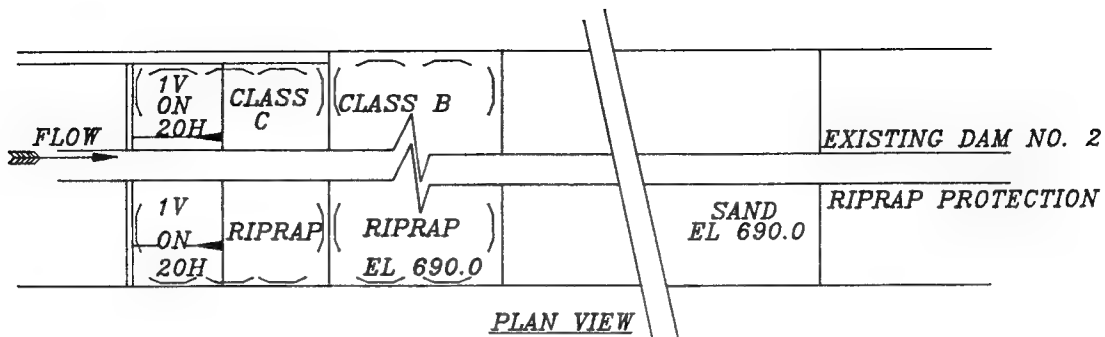 1V
ON
20H
CLASS
C
CLASS B
FLOW
EXISTING DAM NO. 2
1V
ON
20H
RIPRAP
RIPRAP
EL 690.0
SAND
EL 690.0
RIPRAP PROTECTION
PLAN VIEW